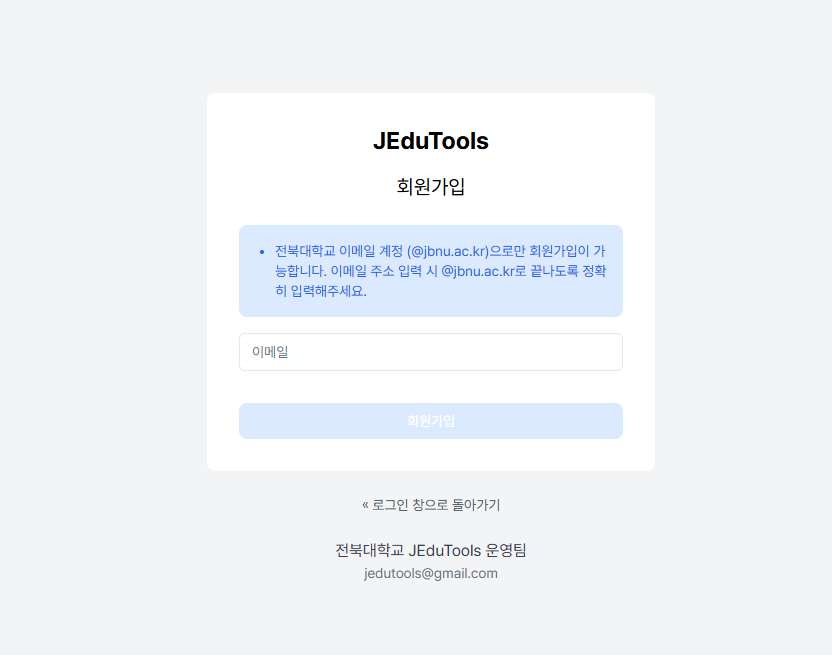 JEduTools
회원가입
• 전북대학교 이메일 계정 (@jbnu.ac.kr)으로만 회원가입이 가
능합니다. 이메일 주소 입력 시 @jbnu.ac.kr로 끝나도록 정확
히 입력해주세요.
이메일
회원가입
« 로그인 창으로 돌아가기
전북대학교 JEduTools 운영팀
jedutools@gmail.com